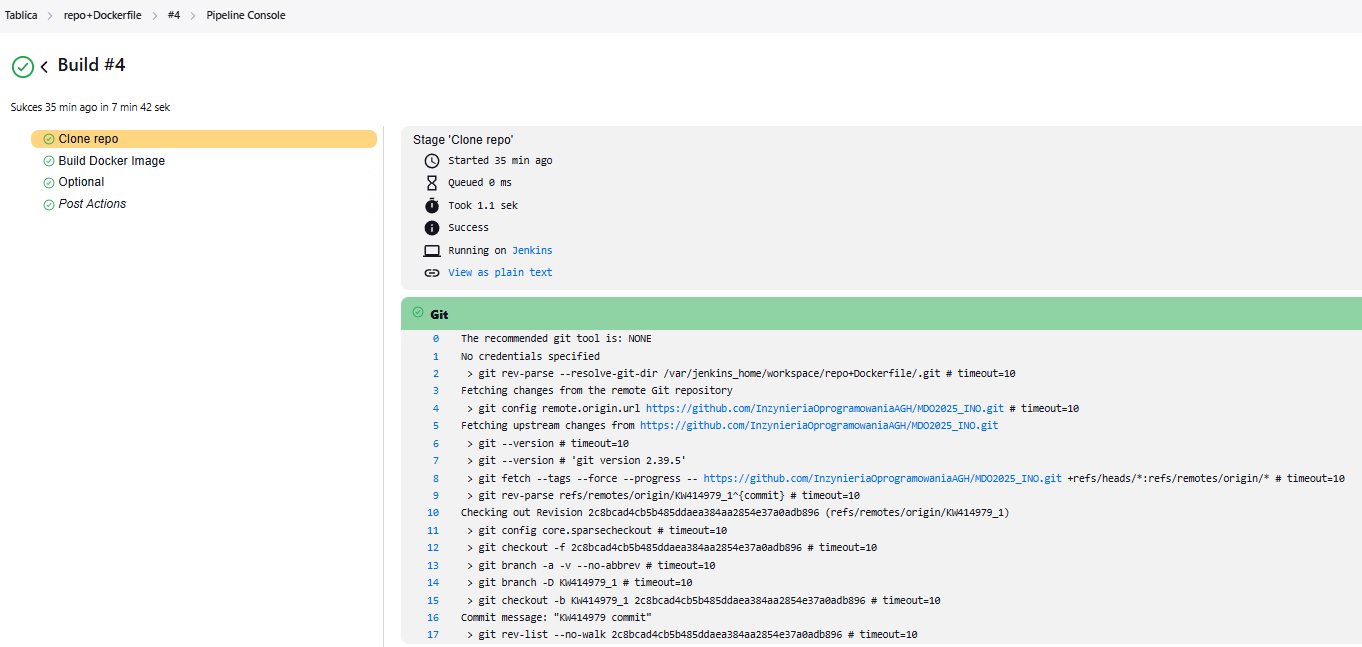 Tablica > repo+Dockerfile > #4 > Pipeline Console
Build #4
Sukces 35 min ago in 7 min 42 sek
Clone repo
Build Docker Image
Optional
Post Actions
Stage 'Clone repo'
Started 35 min ago
Queued 0 ms
Took 1.1 sek
Success
Running on Jenkins
View as plain text
Git
0 The recommended git tool is: NONE
1 No credentials specified
2 > git rev-parse --resolve-git-dir /var/jenkins_home/workspace/repo+Dockerfile/.git # timeout=10
3 Fetching changes from the remote Git repository
4 > git config remote.origin.url https://github.com/InzynieriaOprogramowaniaAGH/MDO2025_INO.git # timeout=10
5 Fetching upstream changes from https://github.com/InzynieriaOprogramowaniaAGH/MDO2025_INO.git
6 > git --version # timeout=10
7 > git --version # 'git version 2.39.5'
8 > git fetch --tags --force --progress -- https://github.com/InzynieriaOprogramowaniaAGH/MDO2025_INO.git +refs/heads/*:refs/remotes/origin/* # timeout=10
9 > git rev-parse refs/remotes/origin/KW414979_1^{commit} # timeout=10
10 Checking out Revision 2c8bcad4cb5b485ddaea384aa2854e37a0adb896 (refs/remotes/origin/KW414979_1)
11 > git config core.sparsecheckout # timeout=10
12 > git checkout -f 2c8bcad4cb5b485ddaea384aa2854e37a0adb896 # timeout=10
13 > git branch -a -v --no-abbrev # timeout=10
14 > git branch -D KW414979_1 # timeout=10
15 > git checkout -b KW414979_1 2c8bcad4cb5b485ddaea384aa2854e37a0adb896 # timeout=10
16 Commit message: "KW414979 commit"
17 > git rev-list --no-walk 2c8bcad4cb5b485ddaea384aa2854e37a0adb896 # timeout=10